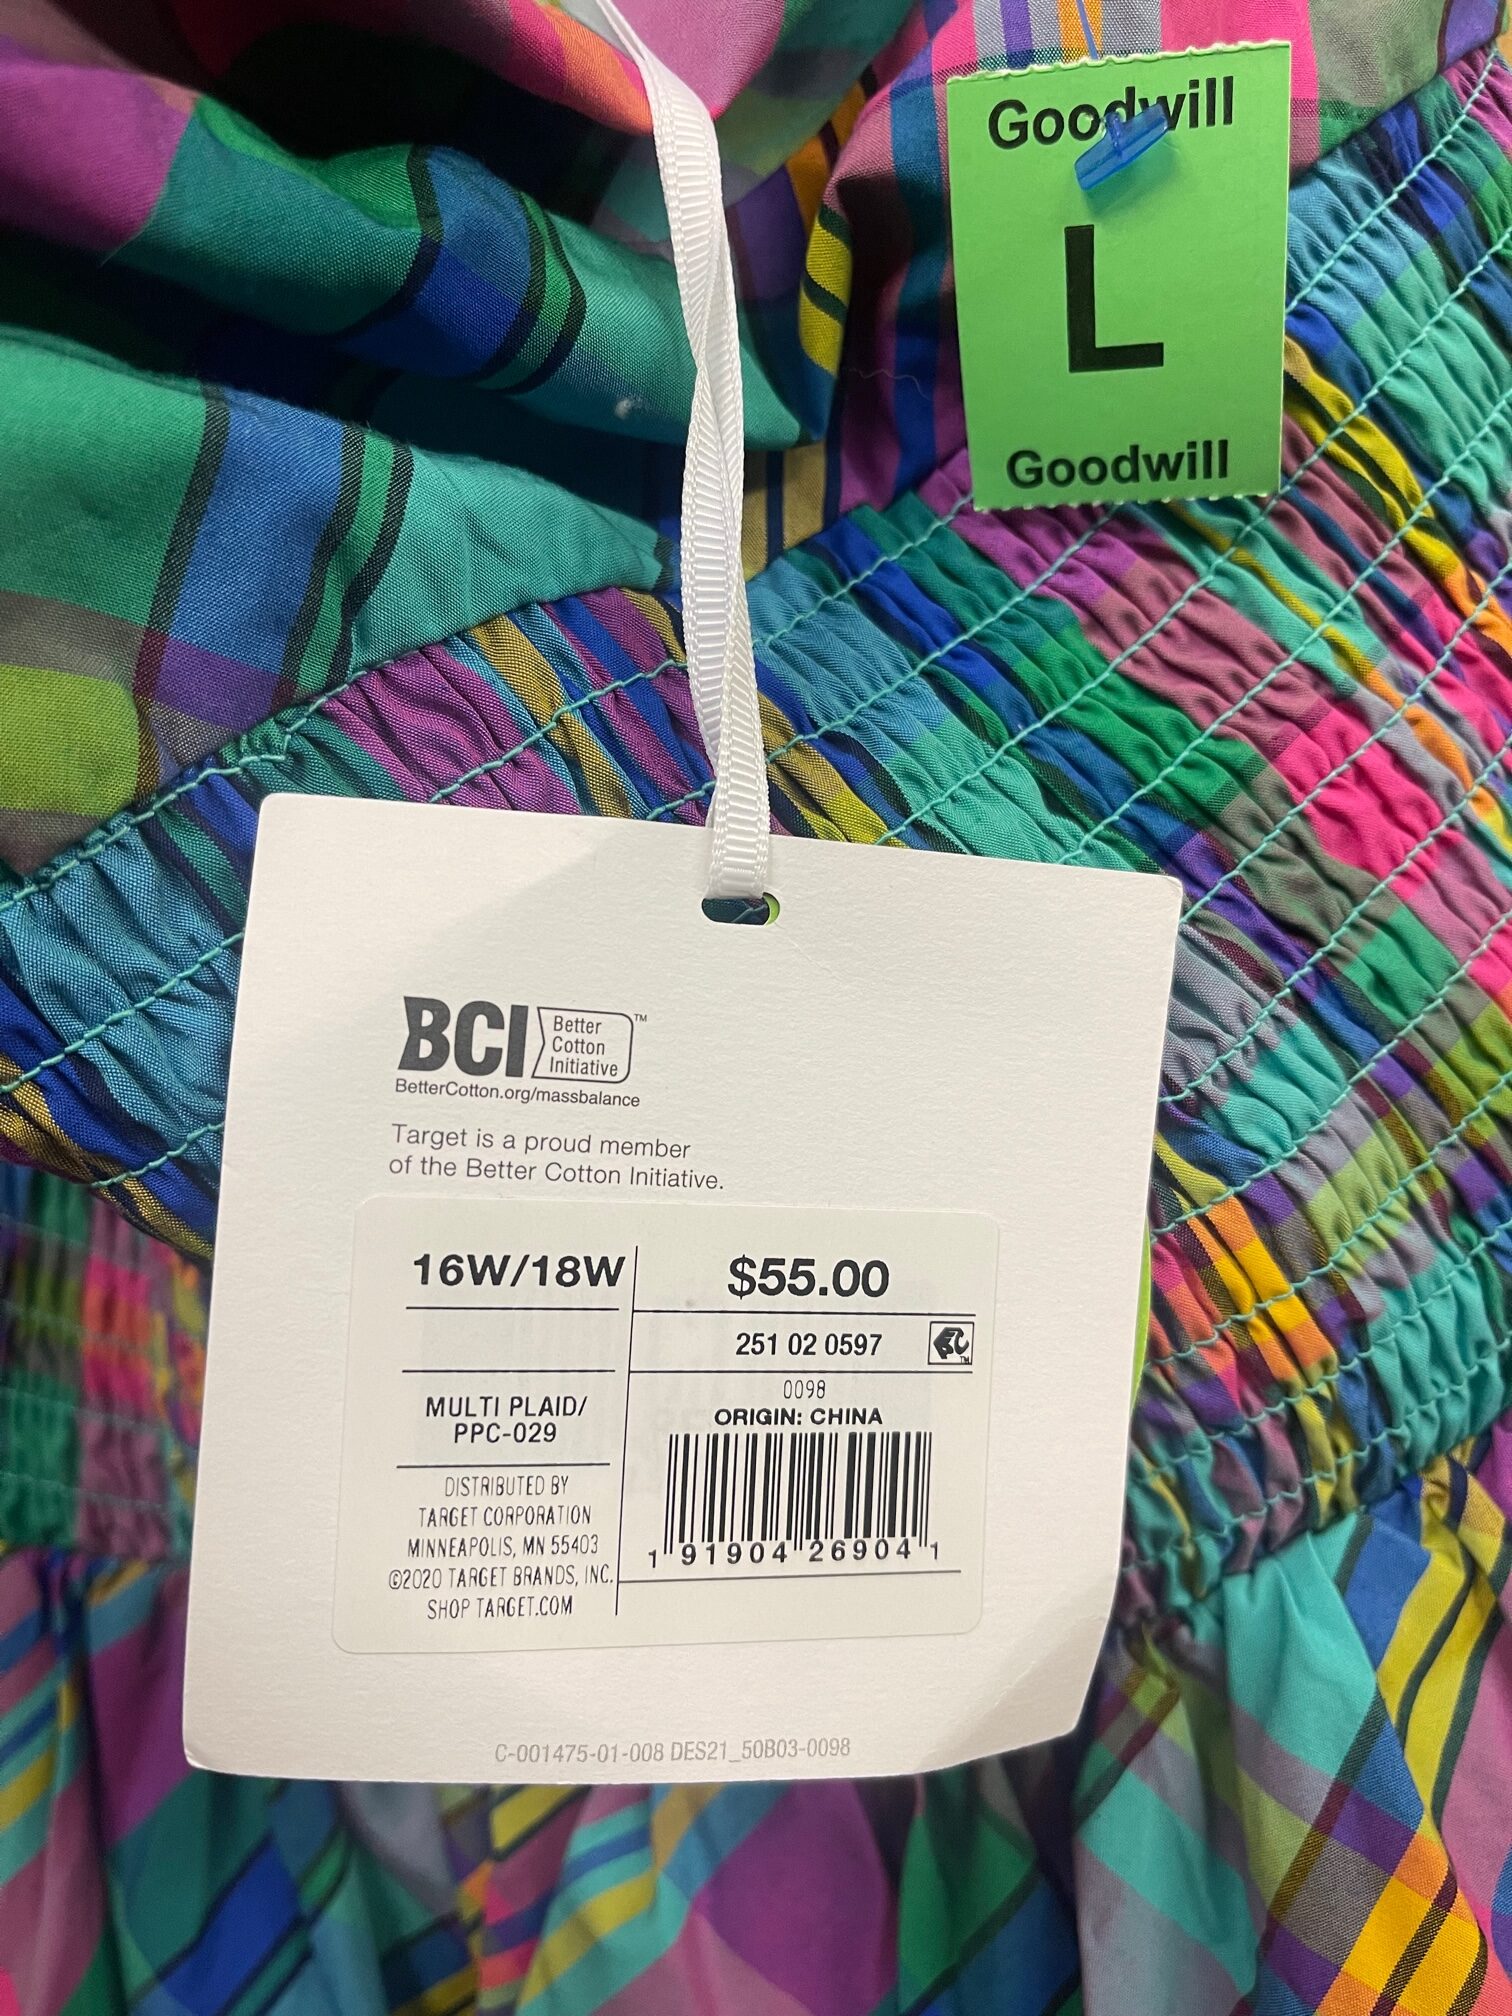 Goodwill
L
Goodwill
BCI Better
Cotton
Initiative™
BetterCotton.org/massbalance
Target is a proud member
of the Better Cotton Initiative.
16W/18W
$55.00
251 02 0597
0098
ORIGIN: CHINA
MULTI PLAID/
PPC-029
DISTRIBUTED BY
TARGET CORPORATION
MINNEAPOLIS, MN 55403
©2020 TARGET BRANDS, INC.
SHOP TARGET.COM
1 91904 26904 1
C-001475-01-008 DES21_50B03-0098